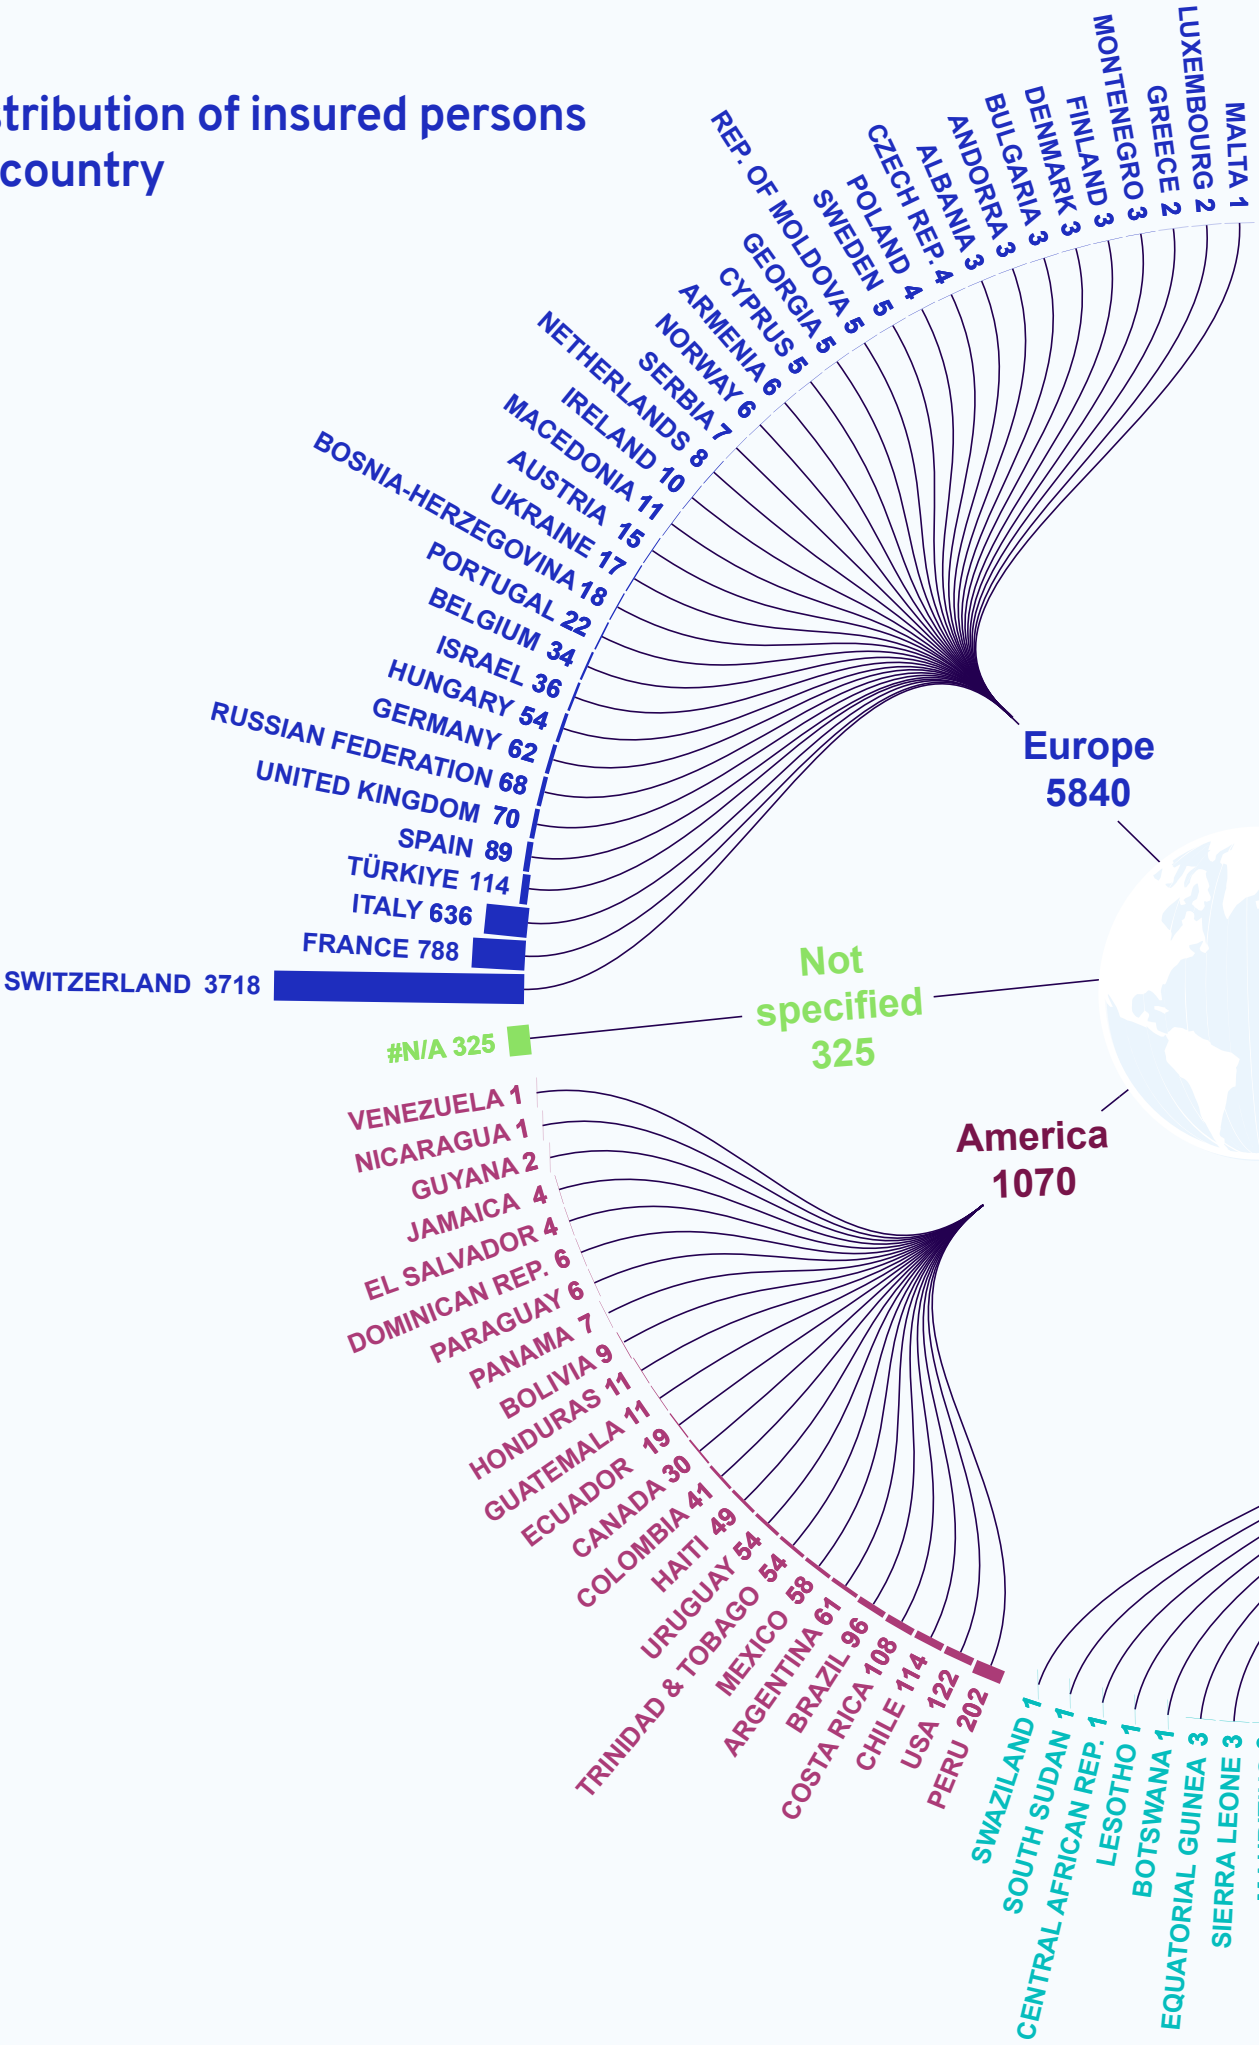 tribution of insured persons
country
MALTA 1
LUXEMBOURG 2
GREECE 2
MONTENEGRO 3
FINLAND 3
DENMARK 3
BULGARIA 3
ANDORRA 3
ALBANIA 3
CZECH REP. 4
POLAND 4
SWEDEN 5
REP. OF MOLDOVA 5
GEORGIA 5
CYPRUS 5
ARMENIA 6
NORWAY 6
SERBIA 7
NETHERLANDS 8
IRELAND 10
MACEDONIA 11
AUSTRIA 15
UKRAINE 17
BOSNIA-HERZEGOVINA 18
PORTUGAL 22
BELGIUM 34
ISRAEL 36
HUNGARY 54
GERMANY 62
RUSSIAN FEDERATION 68
UNITED KINGDOM 70
SPAIN 89
TÜRKIYE 114
ITALY 636
FRANCE 788
SWITZERLAND 3718
Europe
5840
Not
specified
325
#N/A 325
America
1070
VENEZUELA 1
NICARAGUA 1
GUYANA 2
JAMAICA 4
EL SALVADOR 4
DOMINICAN REP. 6
PARAGUAY 6
PANAMA 7
BOLIVIA 9
HONDURAS 11
GUATEMALA 11
ECUADOR 19
CANADA 30
COLOMBIA 41
HAITI 49
URUGUAY 54
TRINIDAD & TOBAGO 54
MEXICO 58
ARGENTINA 61
BRAZIL 96
COSTA RICA 108
CHILE 114
USA 122
PERU 202
SWAZILAND 1
SOUTH SUDAN 1
CENTRAL AFRICAN REP. 1
LESOTHO 1
BOTSWANA 1
EQUATORIAL GUINEA 3
SIERRA LEONE 3